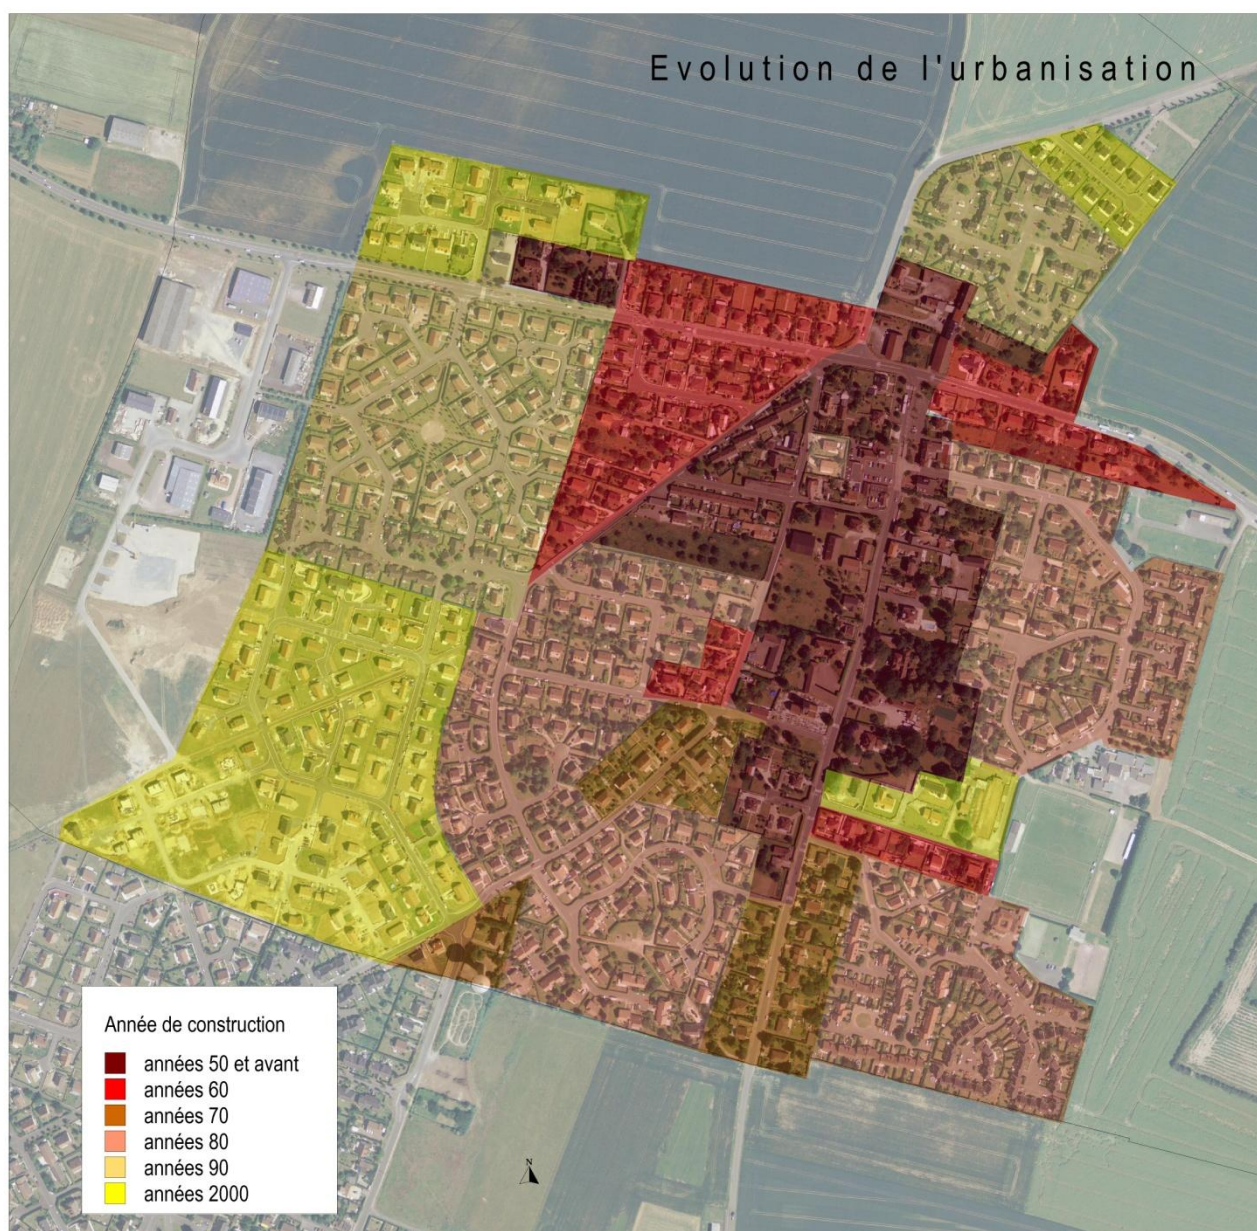 Evolution de l'urbanisation
Année de construction
années 50 et avant
années 60
années 70
années 80
années 90
années 2000
N